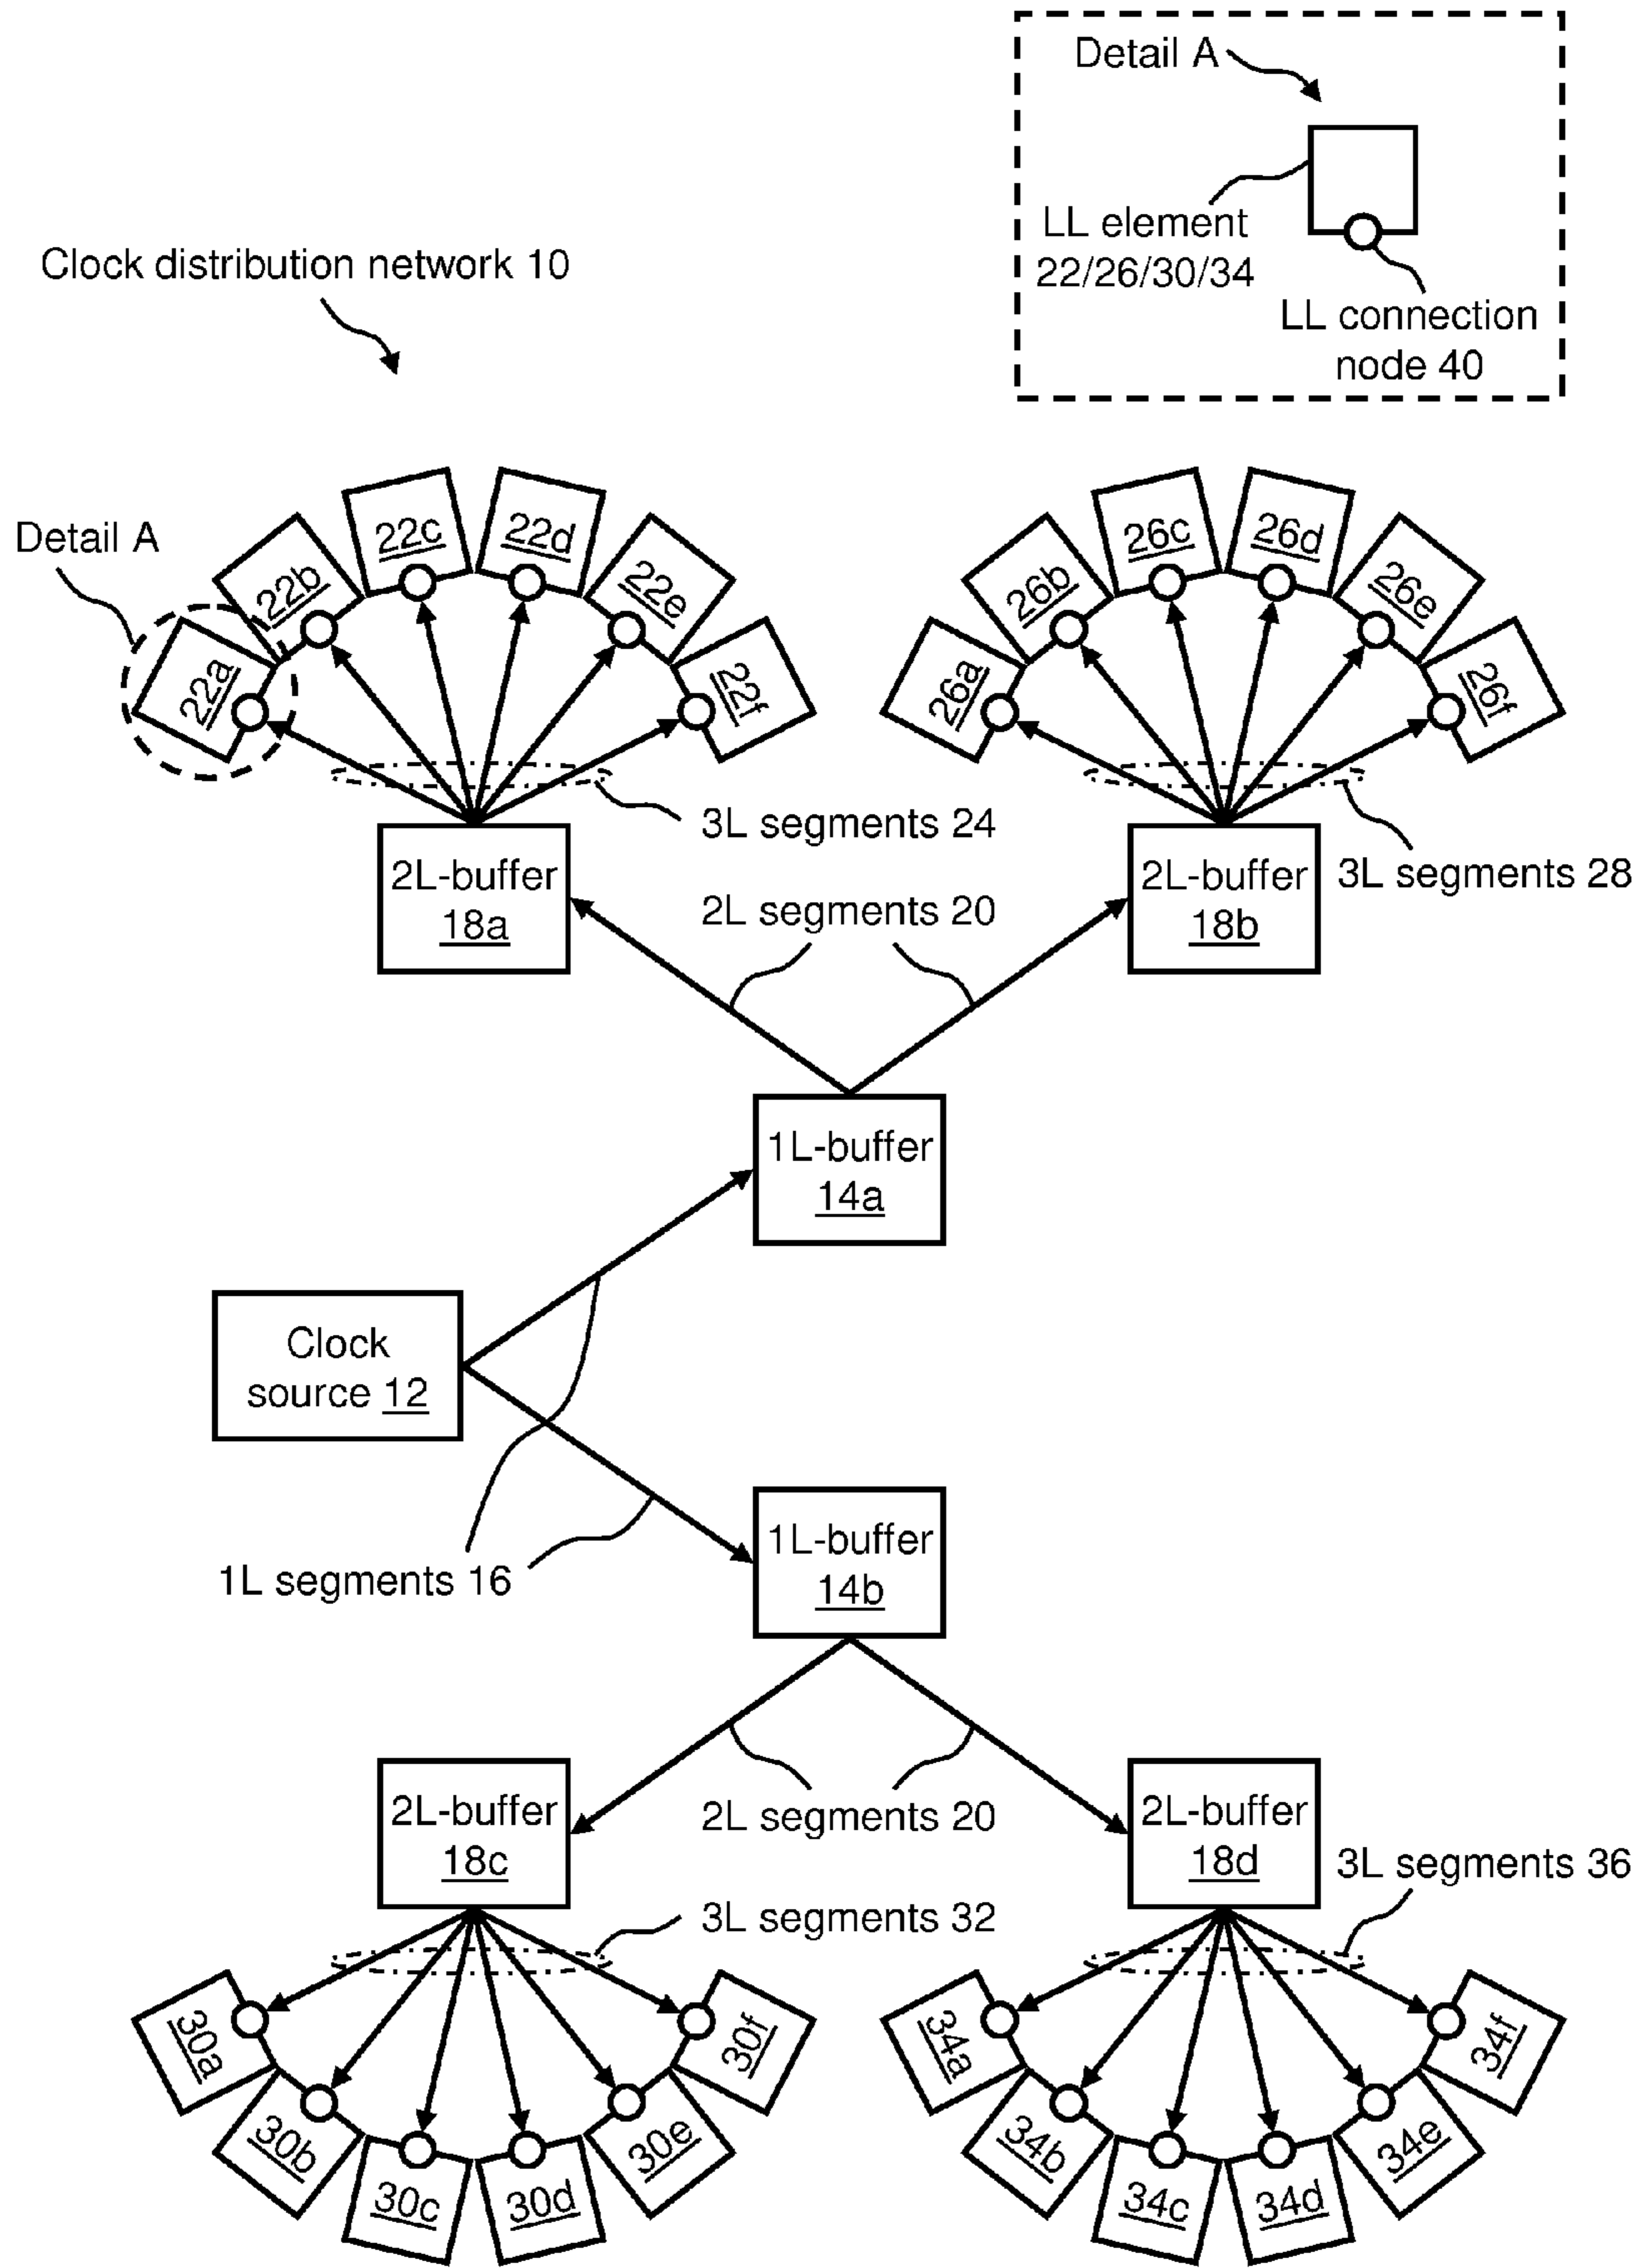 Detail A
LL element
22/26/30/34
LL connection
node 40
Clock distribution network 10
Detail A
22a
22b
22c
22d
22e
22f
26a
26b
26c
26d
26e
26f
3L segments 24
3L segments 28
2L-buffer
18a
2L segments 20
2L-buffer
18b
1L-buffer
14a
Clock
source 12
1L segments 16
1L-buffer
14b
2L-buffer
18c
2L segments 20
2L-buffer
18d
3L segments 32
3L segments 36
30a
30b
30c
30d
30e
30f
34a
34b
34c
34d
34e
34f